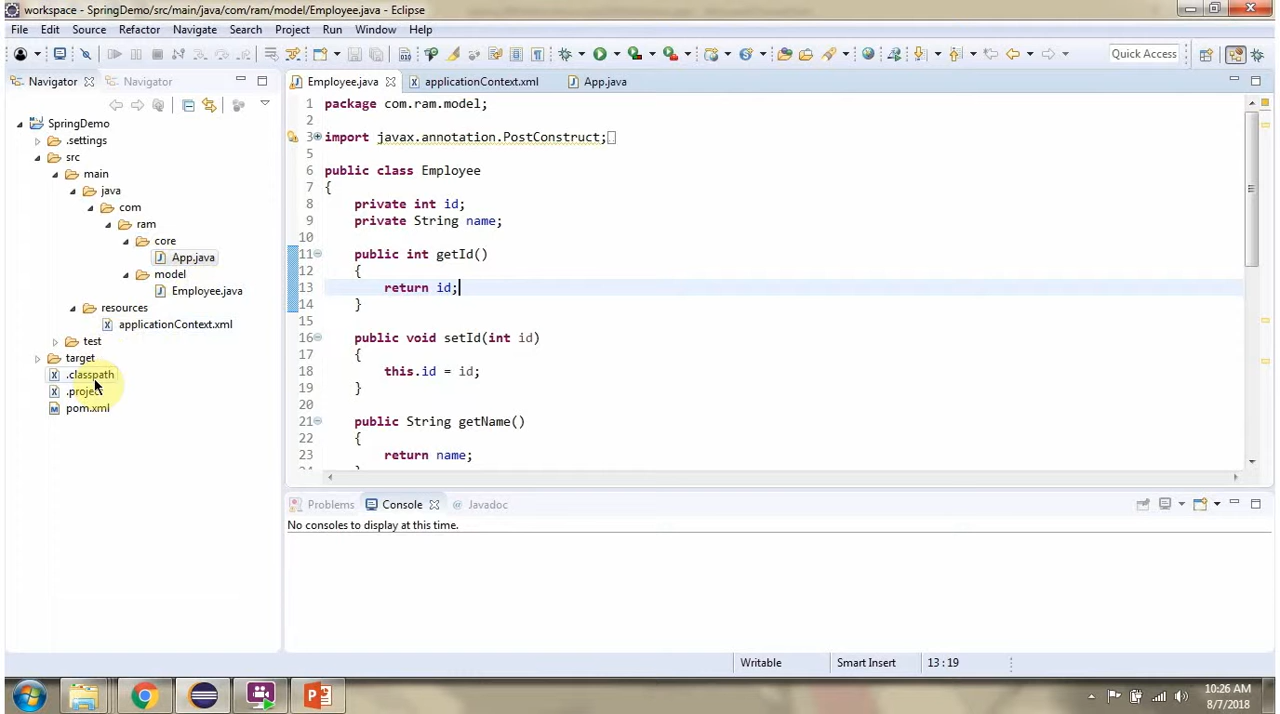 workspace - SpringDemo/src/main/java/com/ram/model/Employee.java - Eclipse
File Edit Source Refactor Navigate Search Project Run Window Help
Quick Access
Navigator Navigator
SpringDemo
.settings
src
main
java
com
ram
core
App.java
model
Employee.java
resources
applicationContext.xml
test
target
.classpath
.project
pom.xml
Employee.java applicationContext.xml App.java
1 package com.ram.model;
2
3 import javax.annotation.PostConstruct;
5
6 public class Employee
7 {
8 private int id;
9 private String name;
10
11 public int getId()
12 {
13 return id;
14 }
15
16 public void setId(int id)
17 {
18 this.id = id;
19 }
20
21 public String getName()
22 {
23 return name;
24 }
Problems Console @ Javadoc
No consoles to display at this time.
Writable Smart Insert 13 : 19
10:26 AM
8/7/2018